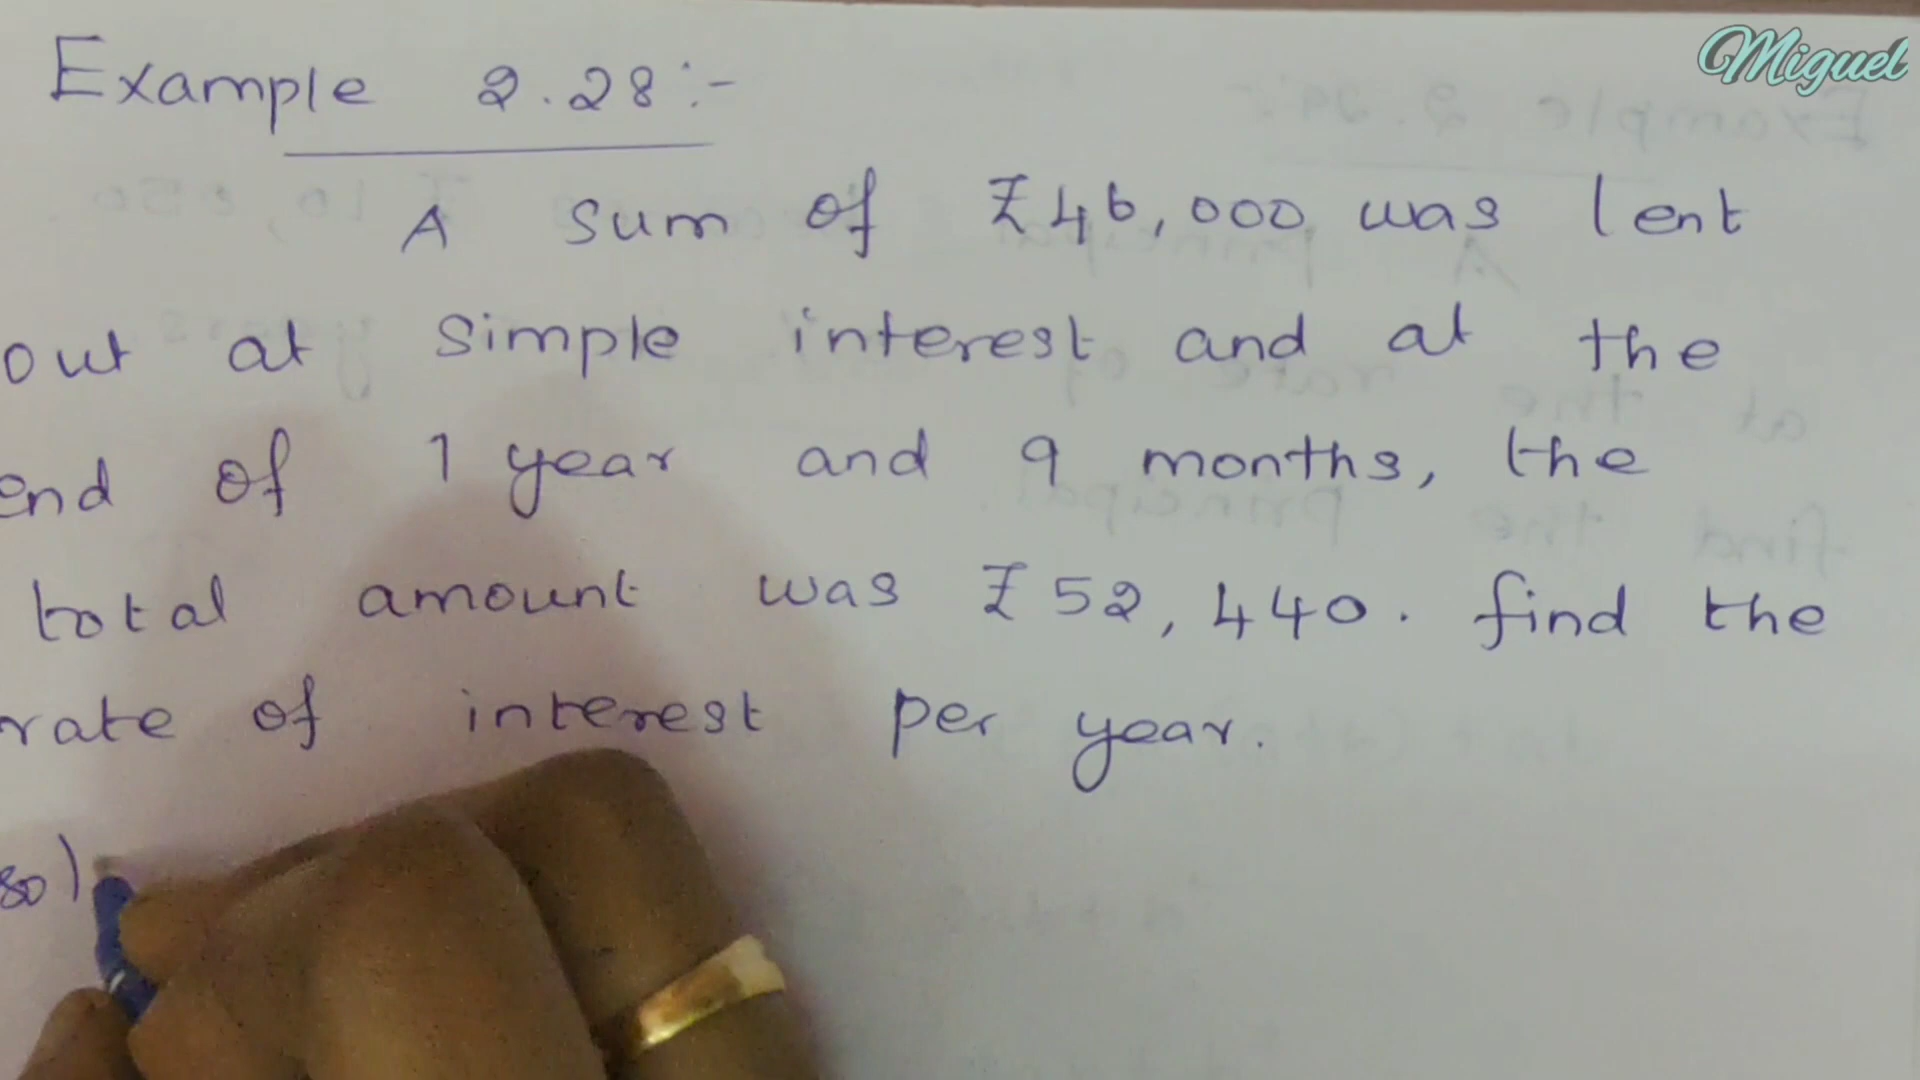 Miguel
Example 2.28:-
A sum of ₹46,000 was lent
out at simple interest and at the
end of 1 year and 9 months, the
total amount was ₹52,440. find the
rate of interest per year.
sol